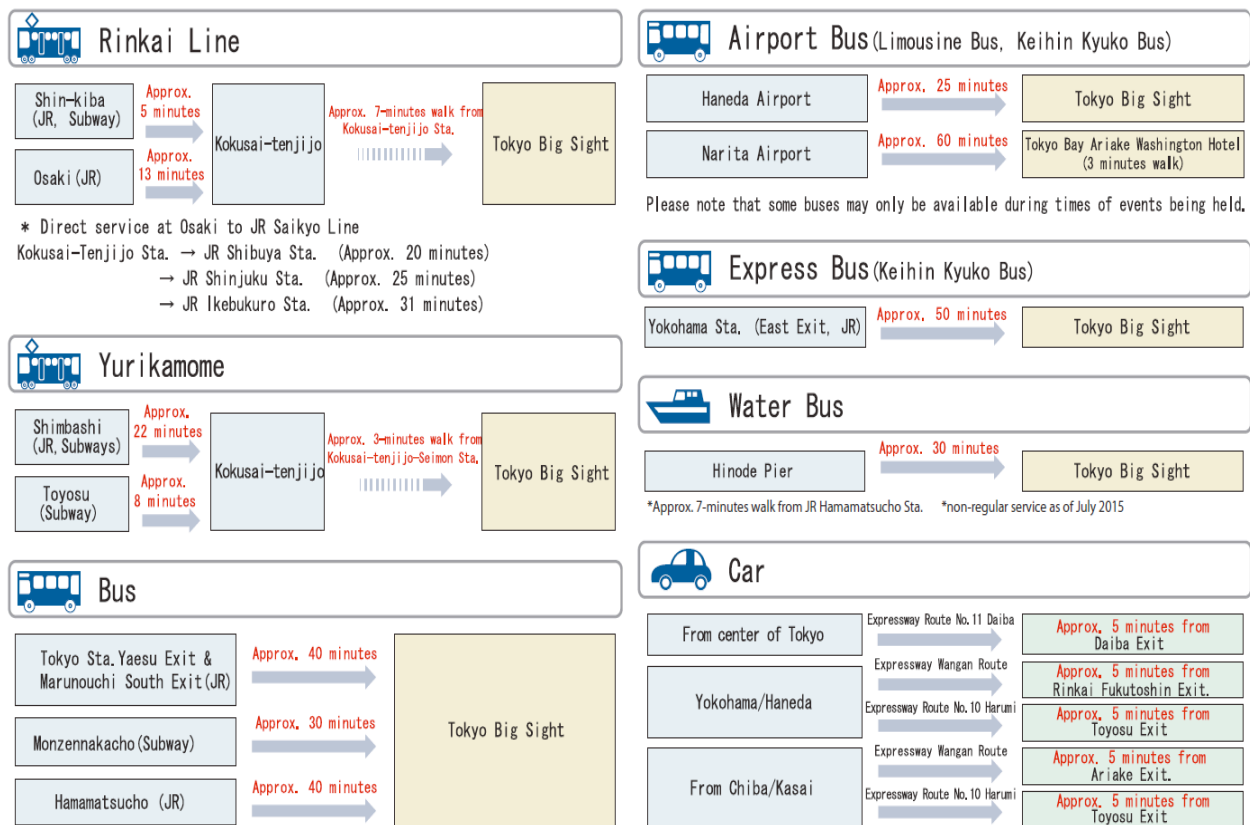 Rinkai Line
Shin-kiba
(JR, Subway)
Approx.
5 minutes
Osaki(JR)
Approx.
13 minutes
Kokusai-tenjijo
Approx. 7-minutes walk from
Kokusai-tenjijo Sta.
Tokyo Big Sight
* Direct service at Osaki to JR Saikyo Line
Kokusai-Tenjijo Sta. → JR Shibuya Sta. (Approx. 20 minutes)
→ JR Shinjuku Sta. (Approx. 25 minutes)
→ JR Ikebukuro Sta. (Approx. 31 minutes)
Yurikamome
Shimbashi
(JR,Subways)
Approx.
22 minutes
Toyosu
(Subway)
Approx.
8 minutes
Kokusai-tenjijo
Approx. 3-minutes walk from
Kokusai-tenjijo-Seimon Sta.
Tokyo Big Sight
Bus
Tokyo Sta.Yaesu Exit &
Marunouchi South Exit(JR)
Approx. 40 minutes
Monzennakacho(Subway)
Approx. 30 minutes
Hamamatsucho (JR)
Approx. 40 minutes
Tokyo Big Sight
Airport Bus(Limousine Bus, Keihin Kyuko Bus)
Haneda Airport
Approx. 25 minutes
Tokyo Big Sight
Narita Airport
Approx. 60 minutes
Tokyo Bay Ariake Washington Hotel
(3 minutes walk)
Please note that some buses may only be available during times of events being held.
Express Bus(Keihin Kyuko Bus)
Yokohama Sta. (East Exit, JR)
Approx. 50 minutes
Tokyo Big Sight
Water Bus
Hinode Pier
Approx. 30 minutes
Tokyo Big Sight
*Approx. 7-minutes walk from JR Hamamatsucho Sta. *non-regular service as of July 2015
Car
From center of Tokyo
Expressway Route No.11 Daiba
Approx. 5 minutes from
Daiba Exit
Yokohama/Haneda
Expressway Wangan Route
Approx. 5 minutes from
Rinkai Fukutoshin Exit.
Expressway Route No.10 Harumi
Approx. 5 minutes from
Toyosu Exit
From Chiba/Kasai
Expressway Wangan Route
Approx. 5 minutes from
Ariake Exit.
Expressway Route No.10 Harumi
Approx. 5 minutes from
Toyosu Exit